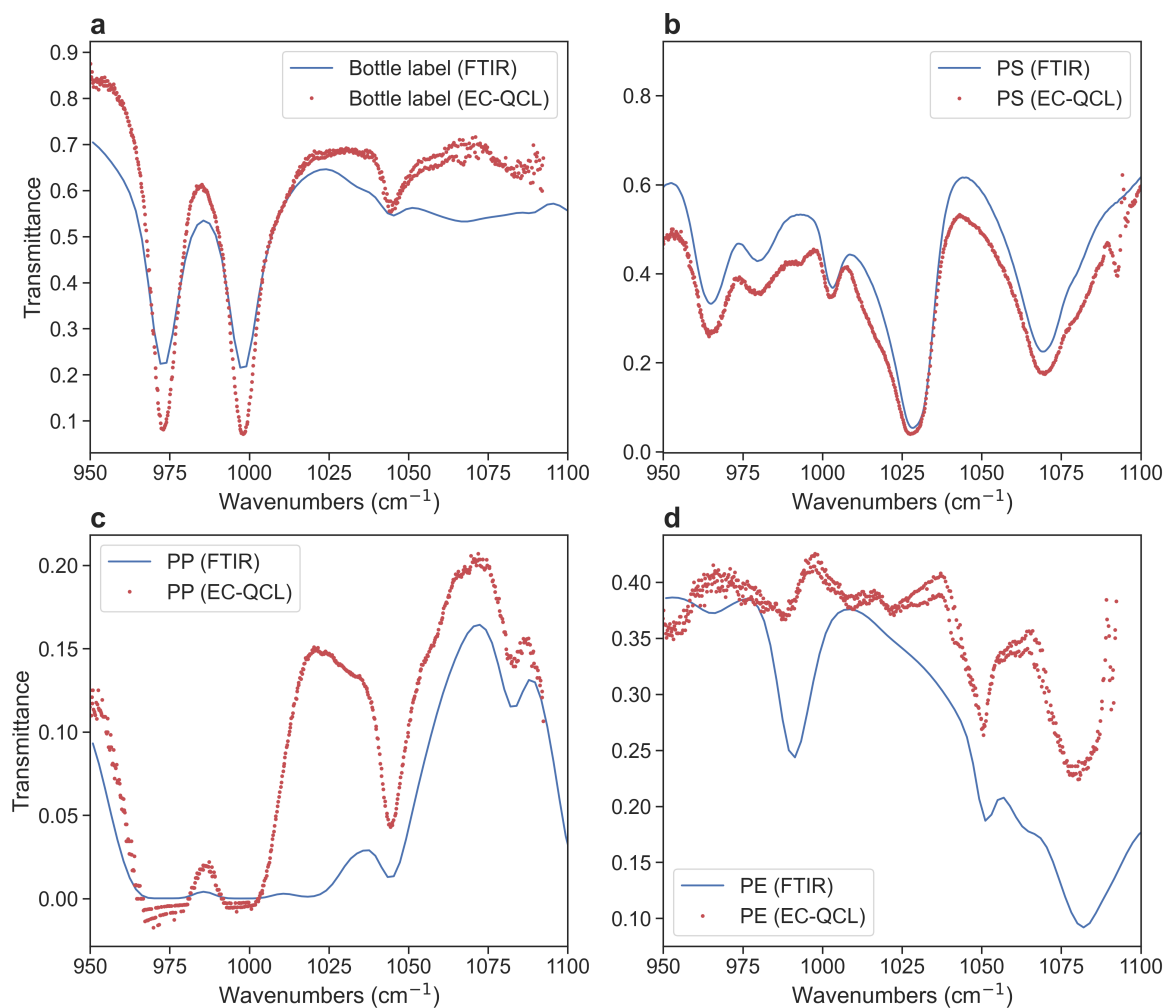 a
Bottle label (FTIR)
Bottle label (EC-QCL)
Transmittance
0.9
0.8
0.7
0.6
0.5
0.4
0.3
0.2
0.1
950 975 1000 1025 1050 1075 1100
Wavenumbers (cm⁻¹)
b
PS (FTIR)
PS (EC-QCL)
0.8
0.6
0.4
0.2
0.0
950 975 1000 1025 1050 1075 1100
Wavenumbers (cm⁻¹)
c
PP (FTIR)
PP (EC-QCL)
Transmittance
0.20
0.15
0.10
0.05
0.00
950 975 1000 1025 1050 1075 1100
Wavenumbers (cm⁻¹)
d
0.40
0.35
0.30
0.25
0.20
0.15
0.10
PE (FTIR)
PE (EC-QCL)
950 975 1000 1025 1050 1075 1100
Wavenumbers (cm⁻¹)